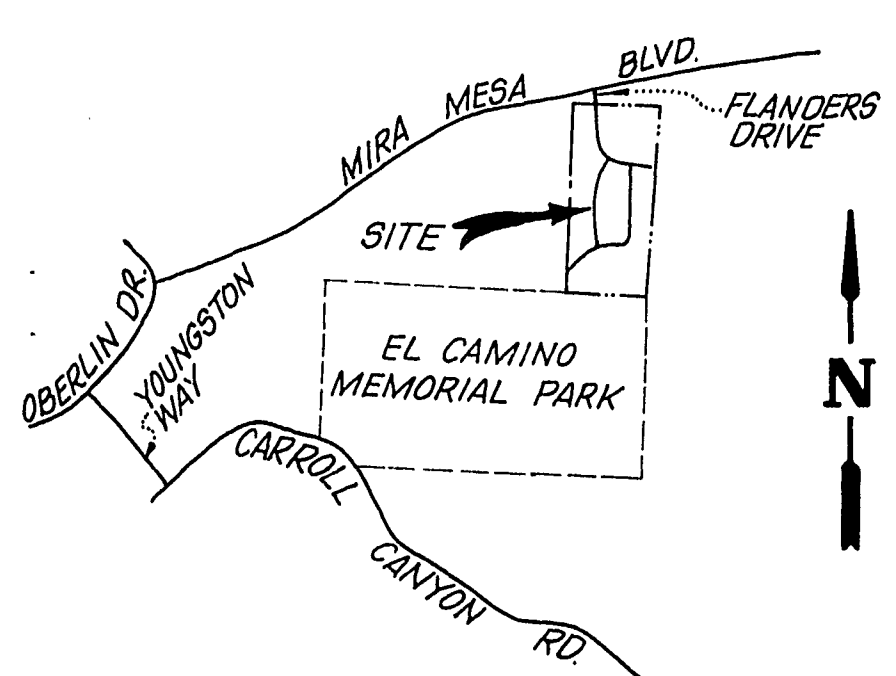 MIRA MESA BLVD.
FLANDERS
DRIVE
SITE
OBERLIN DR.
YOUNGSTON
WAY
EL CAMINO
MEMORIAL PARK
N
CARROLL CANYON RD.